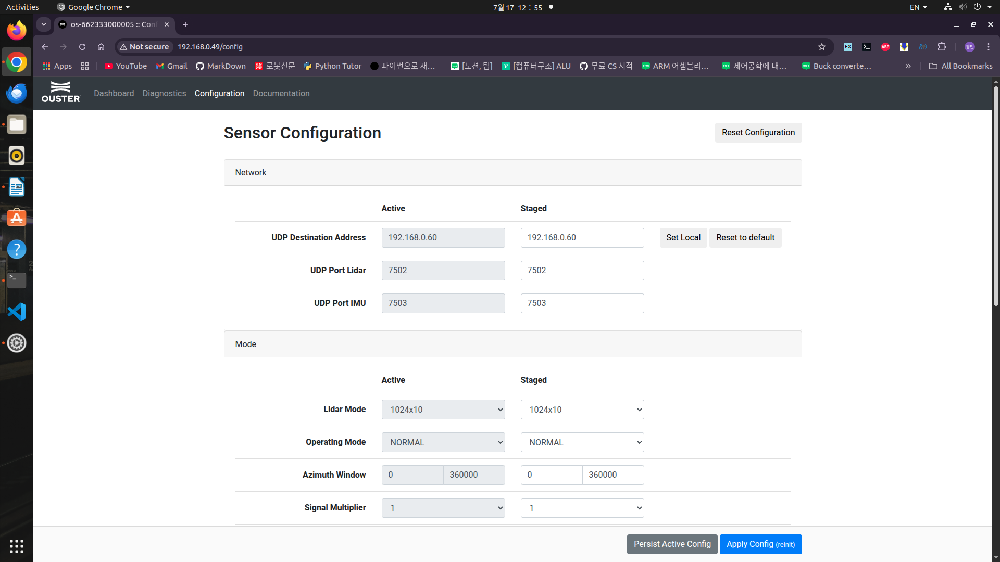 Activities Google Chrome 7월 17 12 : 55 EN
os-662333000005 :: Conf
Not secure 192.168.0.49/config EX ABP 경민
Apps YouTube Gmail MarkDown 로봇신문 Python Tutor 파이썬으로 재… [노션, 팁] [컴퓨터구조] ALU 무료 CS 서적 ARM 어셈블리… 제어공학에 대… Buck converte… All Bookmarks
OUSTER Dashboard Diagnostics Configuration Documentation
Sensor Configuration Reset Configuration
Network
Active Staged
UDP Destination Address 192.168.0.60 192.168.0.60 Set Local Reset to default
UDP Port Lidar 7502 7502
UDP Port IMU 7503 7503
Mode
Active Staged
Lidar Mode 1024x10 1024x10
Operating Mode NORMAL NORMAL
Azimuth Window 0 360000 0 360000
Signal Multiplier 1 1
Persist Active Config Apply Config (reinit)